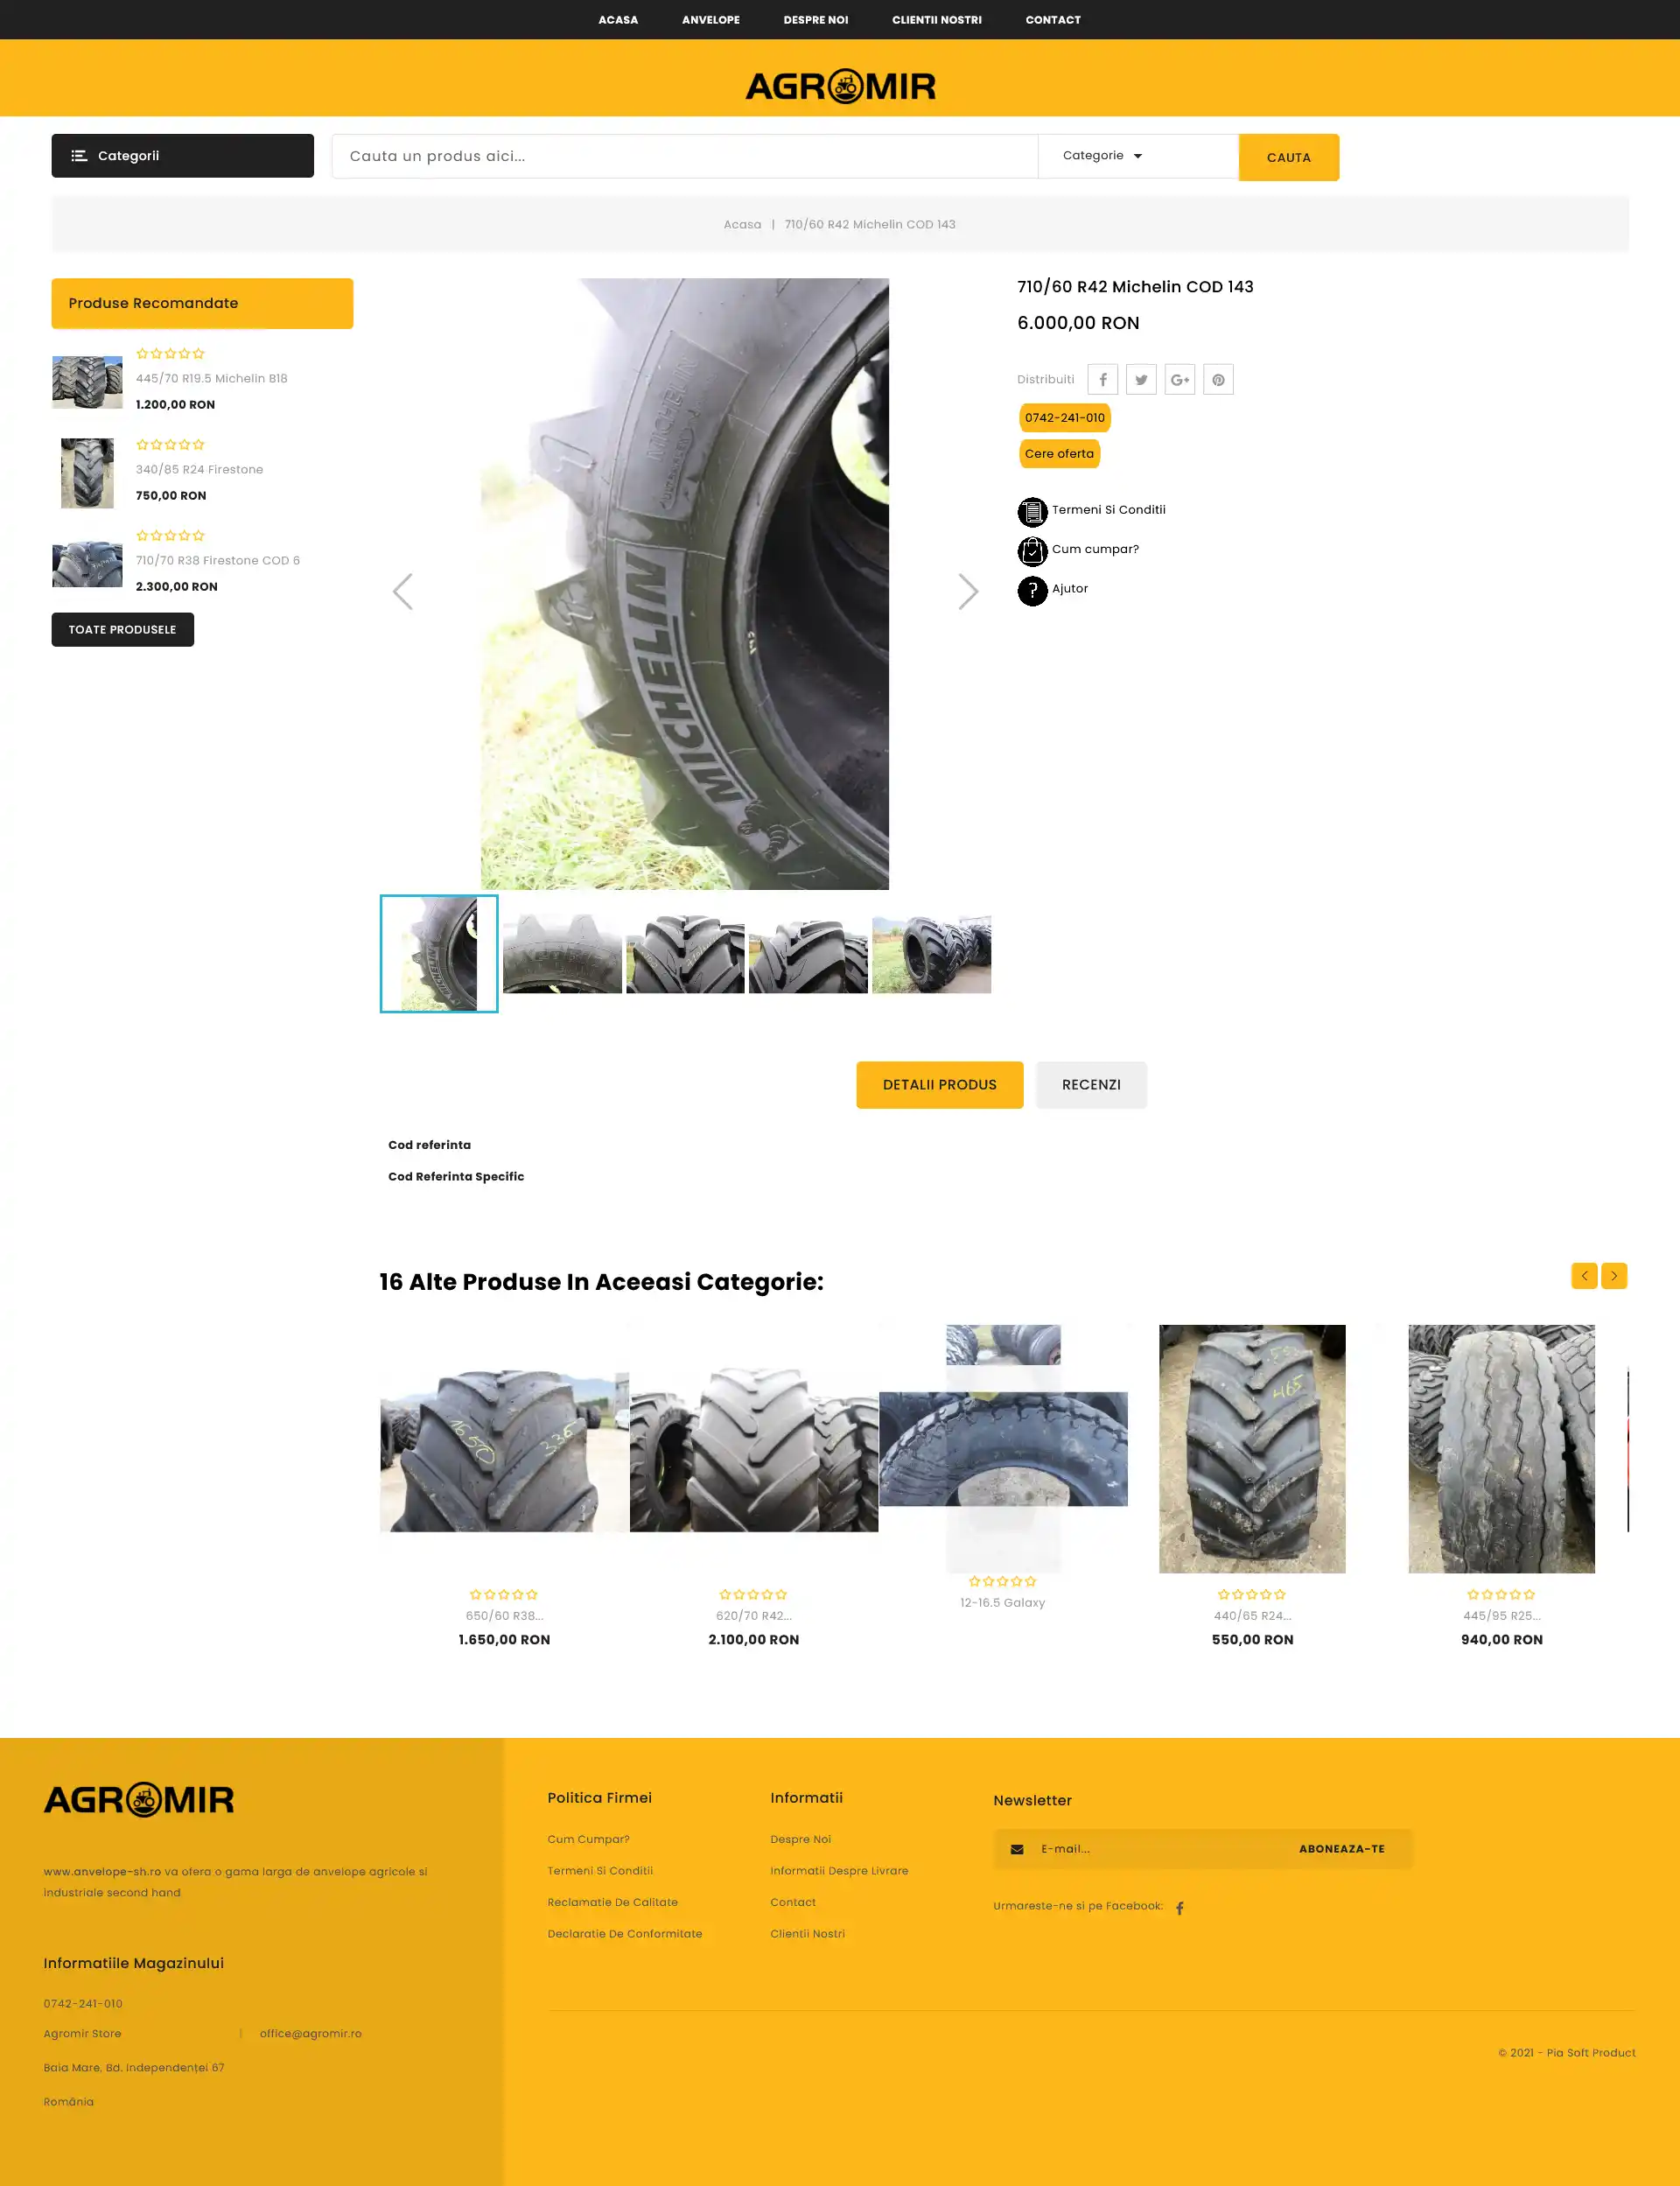 ACASA ANVELOPE DESPRE NOI CLIENTII NOSTRI CONTACT
AGROMIR
Categorii
Cauta un produs aici...
Categorie
CAUTA
Acasa | 710/60 R42 Michelin COD 143
Produse Recomandate
445/70 R19.5 Michelin B18
1.200,00 RON
340/85 R24 Firestone
750,00 RON
710/70 R38 Firestone COD 6
2.300,00 RON
TOATE PRODUSELE
MICHELIN
MICHELIN
710/60 R42 Michelin COD 143
6.000,00 RON
Distribuiti
0742-241-010
Cere oferta
Termeni Si Conditii
Cum cumpar?
Ajutor
DETALII PRODUS
RECENZI
Cod referinta
Cod Referinta Specific
16 Alte Produse In Aceeasi Categorie:
1650
336
465
650/60 R38...
1.650,00 RON
620/70 R42...
2.100,00 RON
12-16.5 Galaxy
440/65 R24...
550,00 RON
445/95 R25...
940,00 RON
AGROMIR
www.anvelope-sh.ro va ofera o gama larga de anvelope agricole si
industriale second hand
Informatiile Magazinului
0742-241-010
Agromir Store | office@agromir.ro
Baia Mare, Bd. Independenței 67
România
Politica Firmei
Cum Cumpar?
Termeni Si Conditii
Reclamatie De Calitate
Declaratie De Conformitate
Informatii
Despre Noi
Informatii Despre Livrare
Contact
Clientii Nostri
Newsletter
E-mail...
ABONEAZA-TE
Urmareste-ne si pe Facebook:
© 2021 - Pia Soft Product